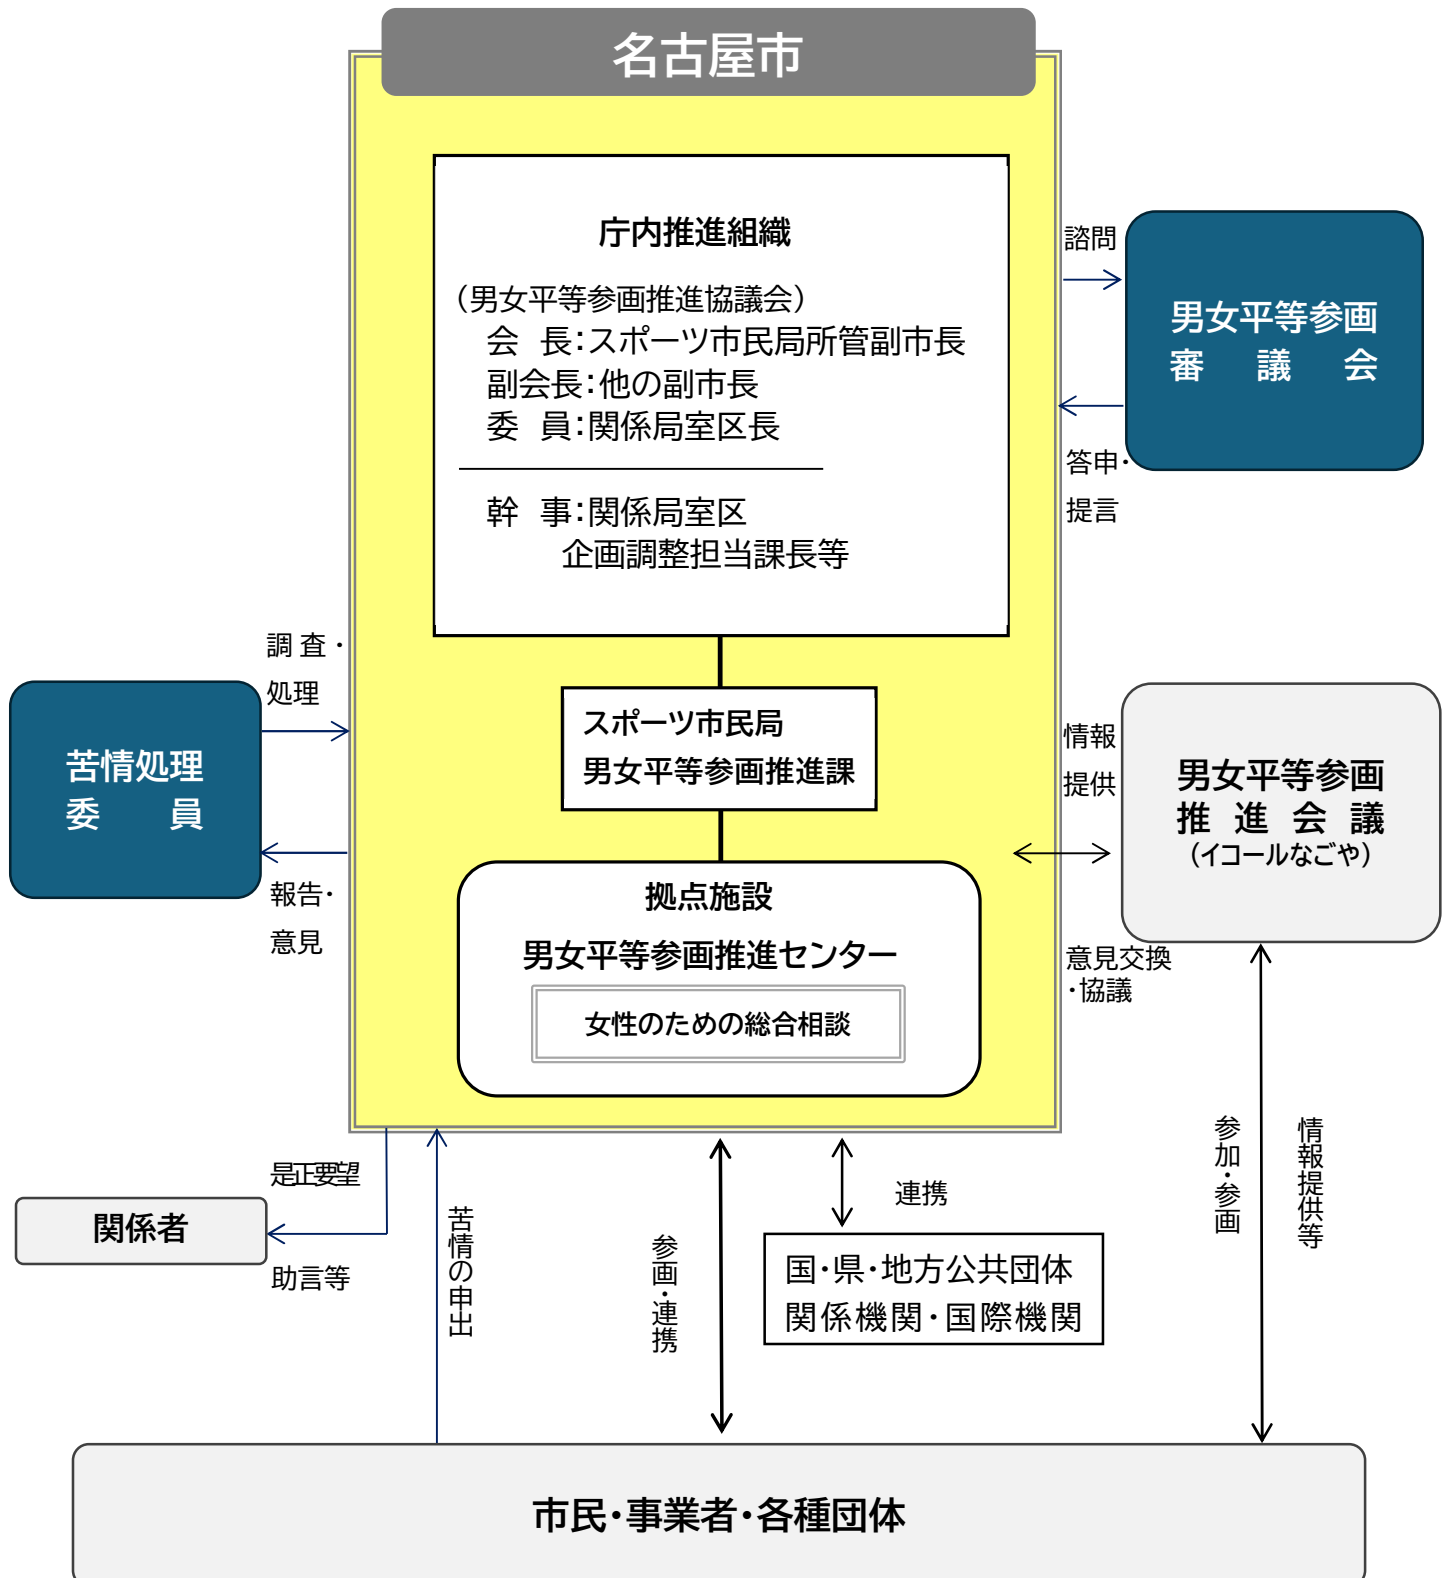 名古屋市
庁内推進組織
（男女平等参画推進協議会）
会　長：スポーツ市民局所管副市長
副会長：他の副市長
委　員：関係局室区長
幹　事：関係局室区
企画調整担当課長等
諮問
男女平等参画
審　議　会
答申・
提言
調 査 ・
処理
苦情処理
委　員
報告・
意見
スポーツ市民局
男女平等参画推進課
情報
提供
男女平等参画
推 進 会 議
（イコールなごや）
意見交換
・協議
拠点施設
男女平等参画推進センター
女性のための総合相談
是正要望
関係者
助言等
苦情の申出
参画・連携
連携
国・県・地方公共団体
関係機関・国際機関
参加・参画
情報提供等
市民・事業者・各種団体